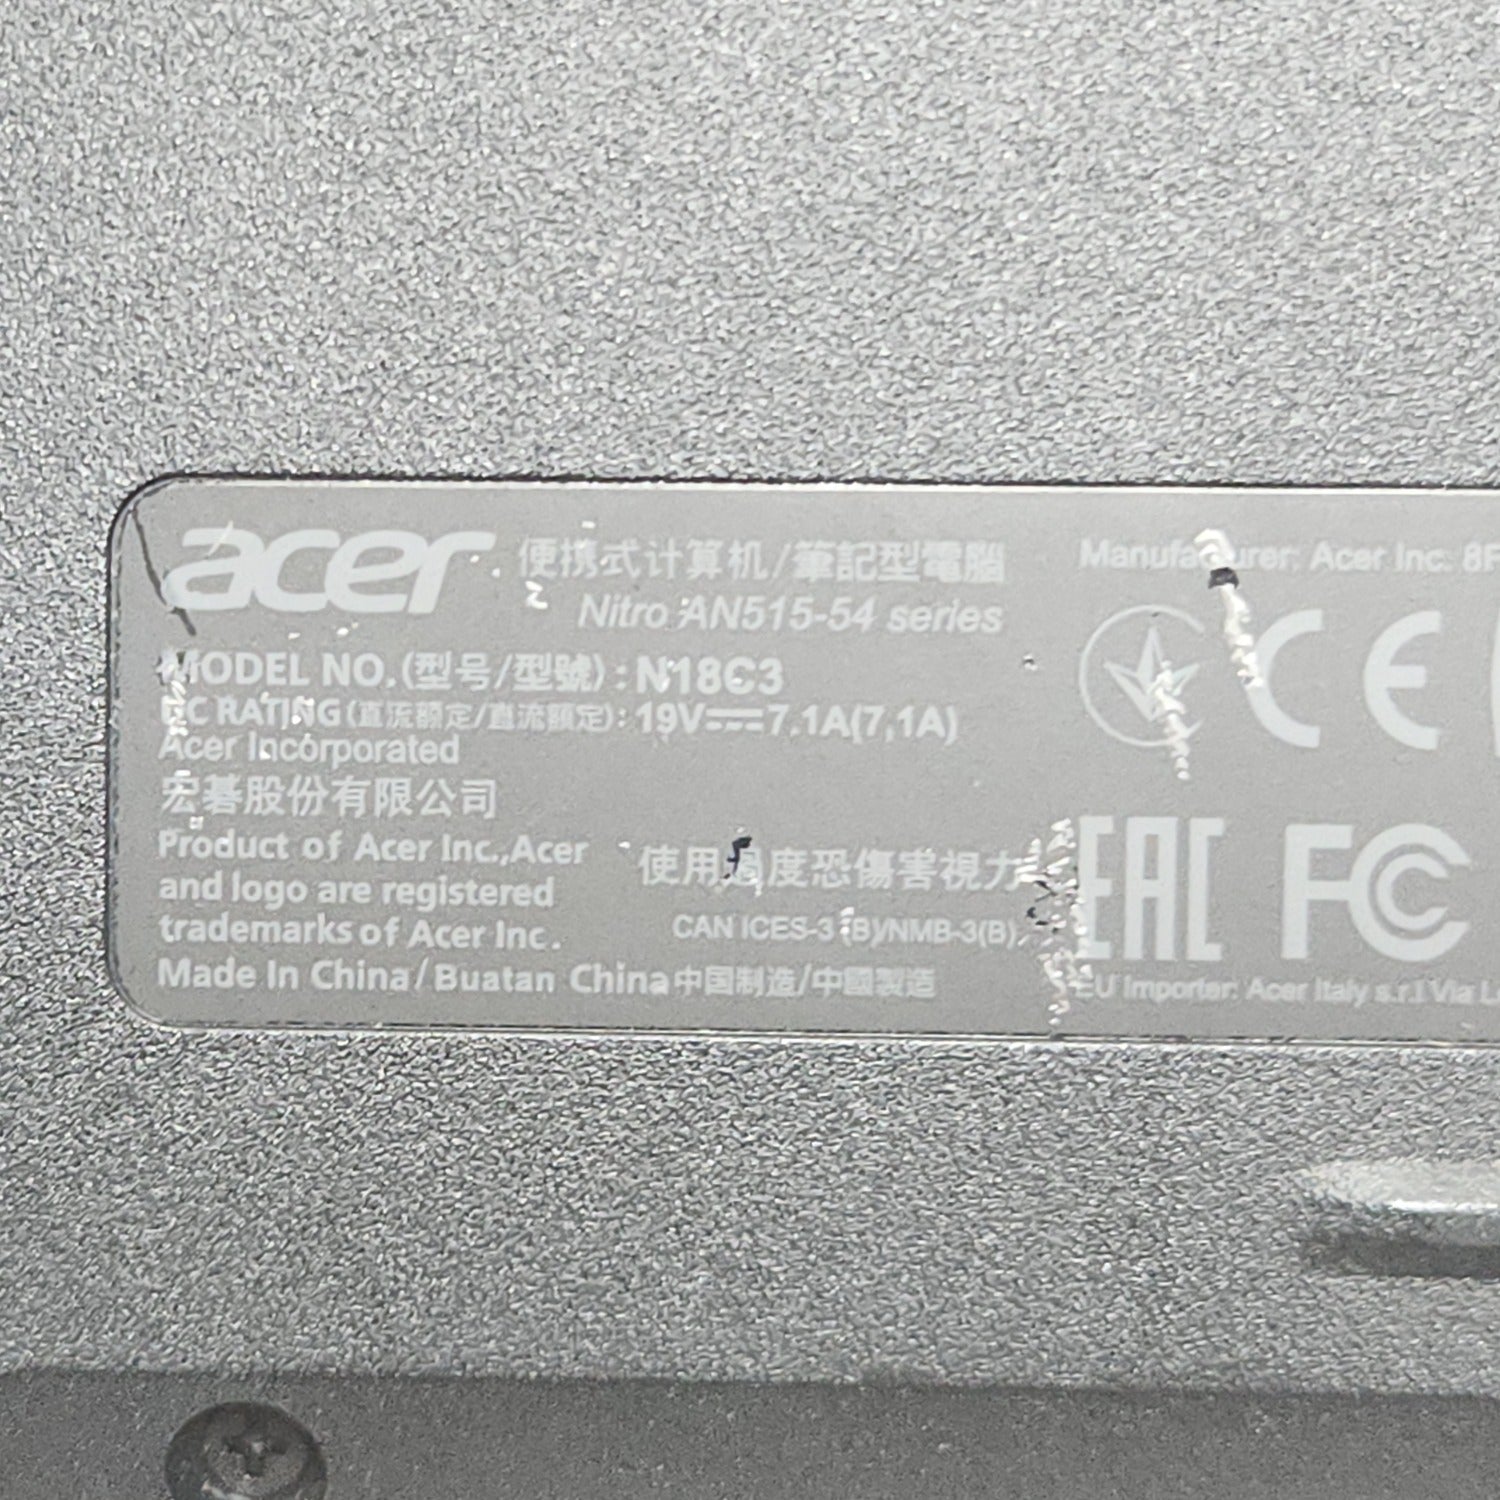 acer 便携式计算机/筆記型電腦
Nitro AN515-54 series
MODEL NO.(型号/型號):N18C3
DC RATING(直流额定/直流額定):19V⎓7.1A(7,1A)
Acer Incorporated
宏碁股份有限公司
Product of Acer Inc.,Acer
and logo are registered
trademarks of Acer Inc.
Made In China/Buatan China中国制造/中國製造
使用過度恐傷害視力
CAN ICES-3 (B)/NMB-3(B)
Manufacturer: Acer Inc. 8F
CE
EAC FC
EU Importer: Acer Italy s.r.l Via